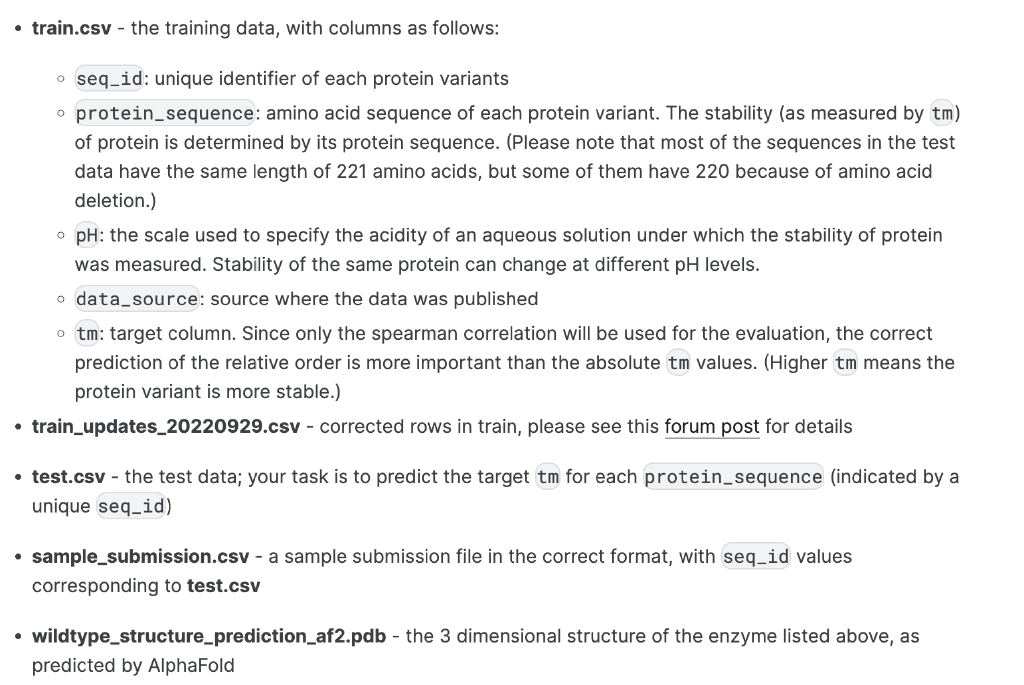 • train.csv - the training data, with columns as follows:
◦ seq_id: unique identifier of each protein variants
◦ protein_sequence: amino acid sequence of each protein variant. The stability (as measured by tm)
of protein is determined by its protein sequence. (Please note that most of the sequences in the test
data have the same length of 221 amino acids, but some of them have 220 because of amino acid
deletion.)
◦ pH: the scale used to specify the acidity of an aqueous solution under which the stability of protein
was measured. Stability of the same protein can change at different pH levels.
◦ data_source: source where the data was published
◦ tm: target column. Since only the spearman correlation will be used for the evaluation, the correct
prediction of the relative order is more important than the absolute tm values. (Higher tm means the
protein variant is more stable.)
• train_updates_20220929.csv - corrected rows in train, please see this forum post for details
• test.csv - the test data; your task is to predict the target tm for each protein_sequence (indicated by a
unique seq_id)
• sample_submission.csv - a sample submission file in the correct format, with seq_id values
corresponding to test.csv
• wildtype_structure_prediction_af2.pdb - the 3 dimensional structure of the enzyme listed above, as
predicted by AlphaFold